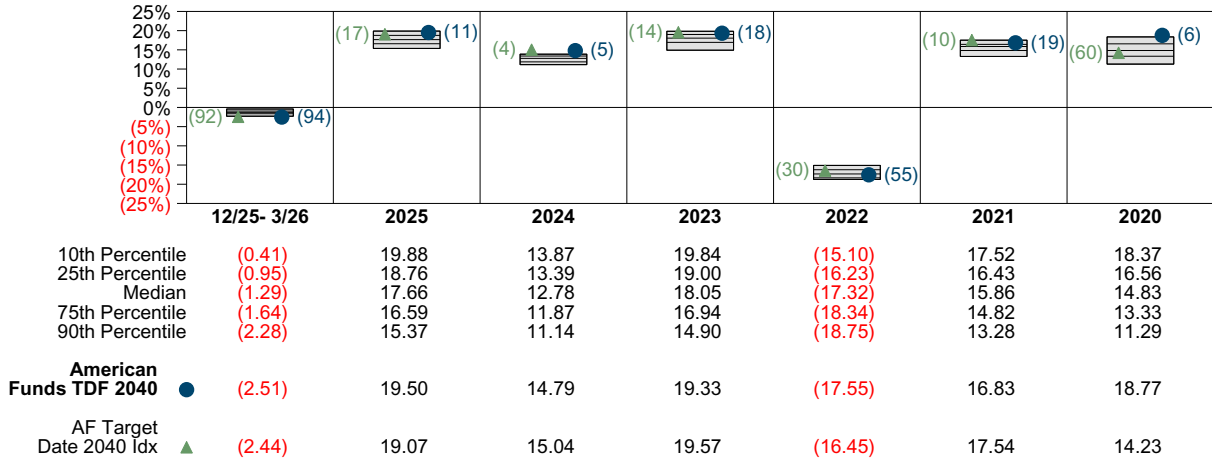 25%
20%
15%
10%
5%
0%
(5%)
(10%)
(15%)
(20%)
(25%)
(92) (94)
(17) (11)
(4) (5)
(14) (18)
(30) (55)
(10) (19)
(60) (6)
12/25- 3/26 2025 2024 2023 2022 2021 2020
10th Percentile (0.41) 19.88 13.87 19.84 (15.10) 17.52 18.37
25th Percentile (0.95) 18.76 13.39 19.00 (16.23) 16.43 16.56
Median (1.29) 17.66 12.78 18.05 (17.32) 15.86 14.83
75th Percentile (1.64) 16.59 11.87 16.94 (18.34) 14.82 13.33
90th Percentile (2.28) 15.37 11.14 14.90 (18.75) 13.28 11.29
American
Funds TDF 2040 (2.51) 19.50 14.79 19.33 (17.55) 16.83 18.77
AF Target
Date 2040 Idx (2.44) 19.07 15.04 19.57 (16.45) 17.54 14.23